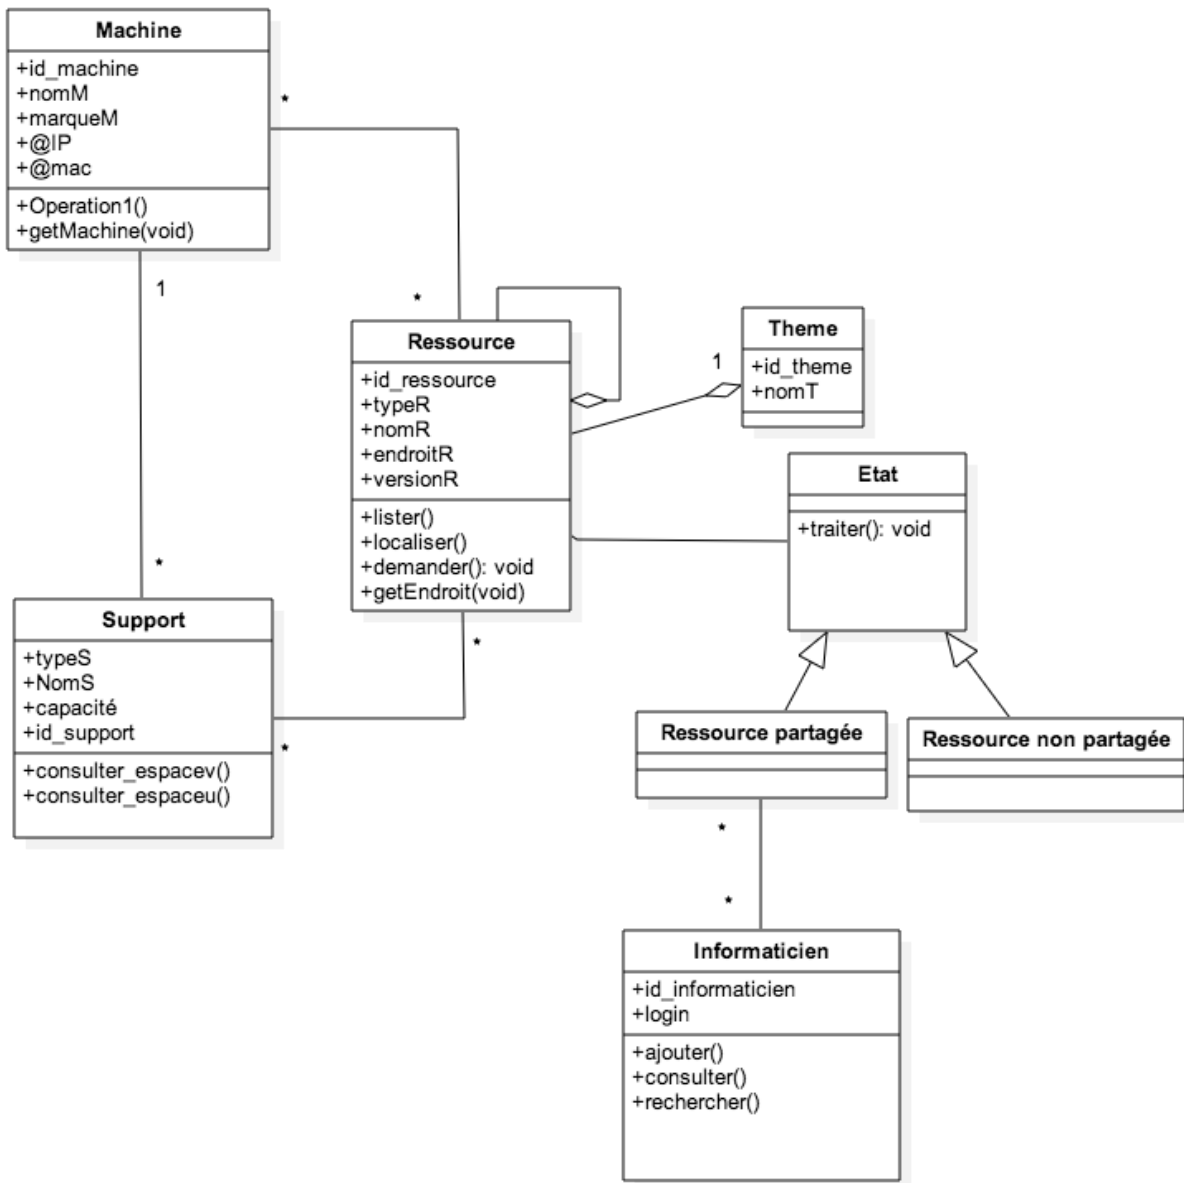 Machine
+id_machine
+nomM
+marqueM
+@IP
+@mac
+Operation1()
+getMachine(void)
*
*
1
*
Ressource
+id_ressource
+typeR
+nomR
+endroitR
+versionR
+lister()
+localiser()
+demander(): void
+getEndroit(void)
1
Theme
+id_theme
+nomT
Etat
+traiter(): void
Support
+typeS
+NomS
+capacité
+id_support
+consulter_espacev()
+consulter_espaceu()
*
*
Ressource partagée
Ressource non partagée
*
*
Informaticien
+id_informaticien
+login
+ajouter()
+consulter()
+rechercher()